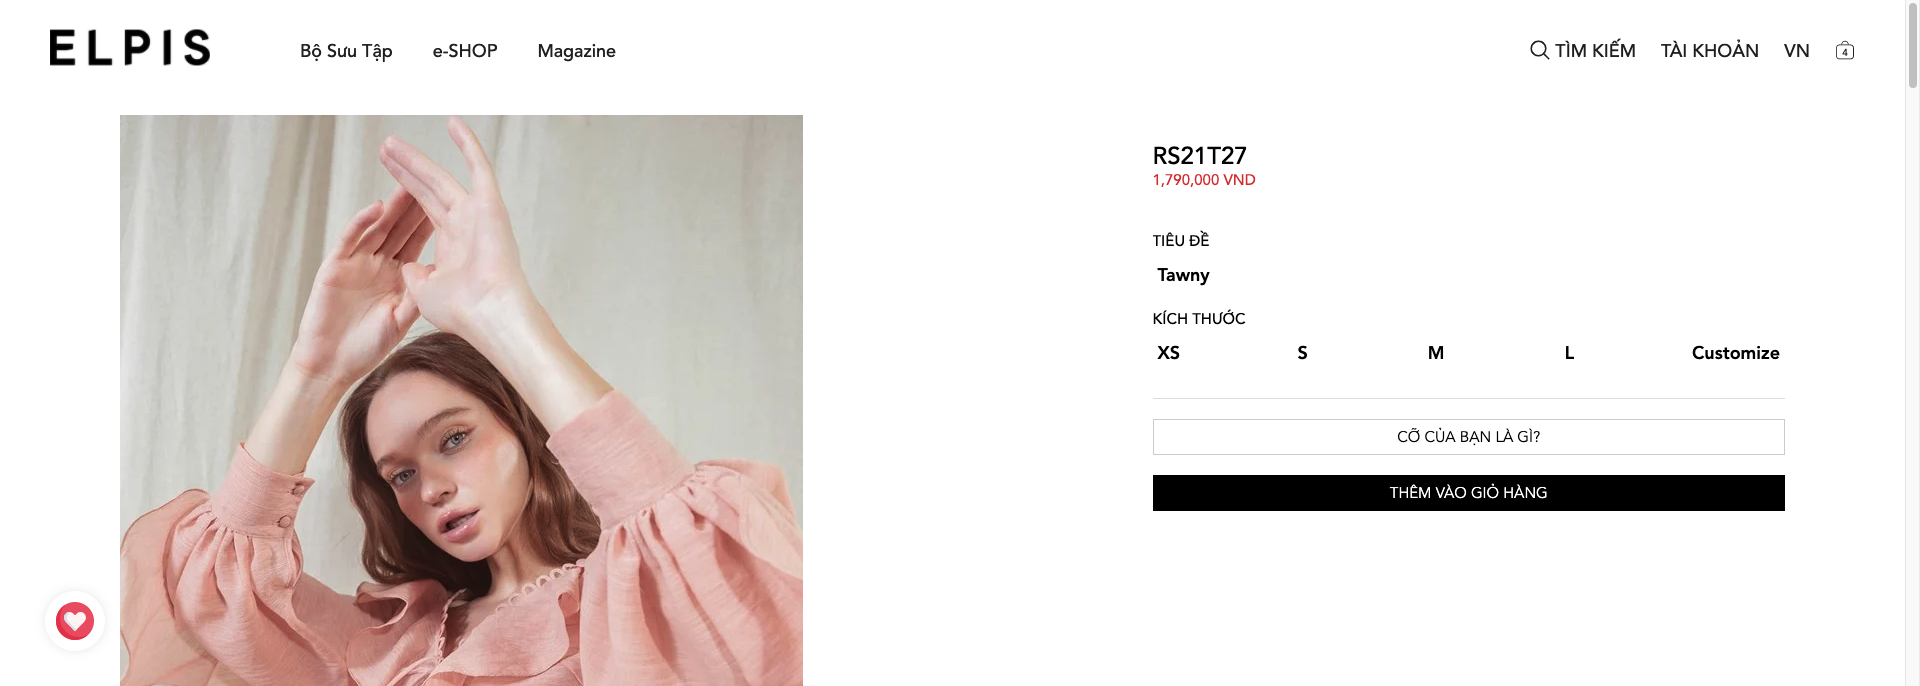 ELPIS
Bộ Sưu Tập
e-SHOP
Magazine
TÌM KIẾM
TÀI KHOẢN
VN
4
RS21T27
1,790,000 VND
TIÊU ĐỀ
Tawny
KÍCH THƯỚC
XS
S
M
L
Customize
CỠ CỦA BẠN LÀ GÌ?
THÊM VÀO GIỎ HÀNG